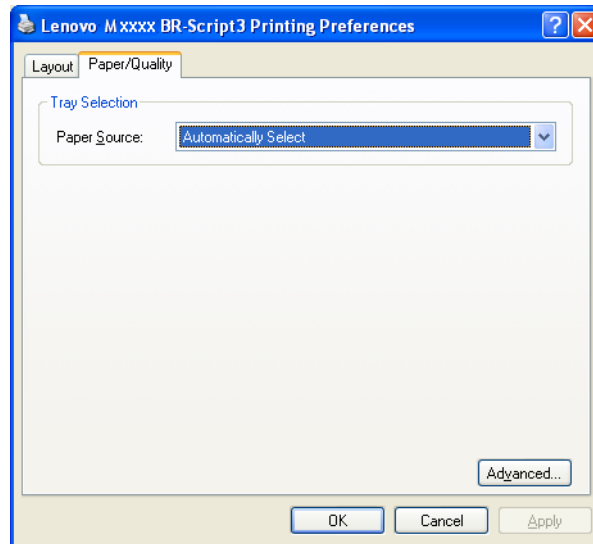 Lenovo Mxxxx BR-Script3 Printing Preferences
Layout Paper/Quality
Tray Selection
Paper Source: Automatically Select
Advanced...
OK Cancel Apply